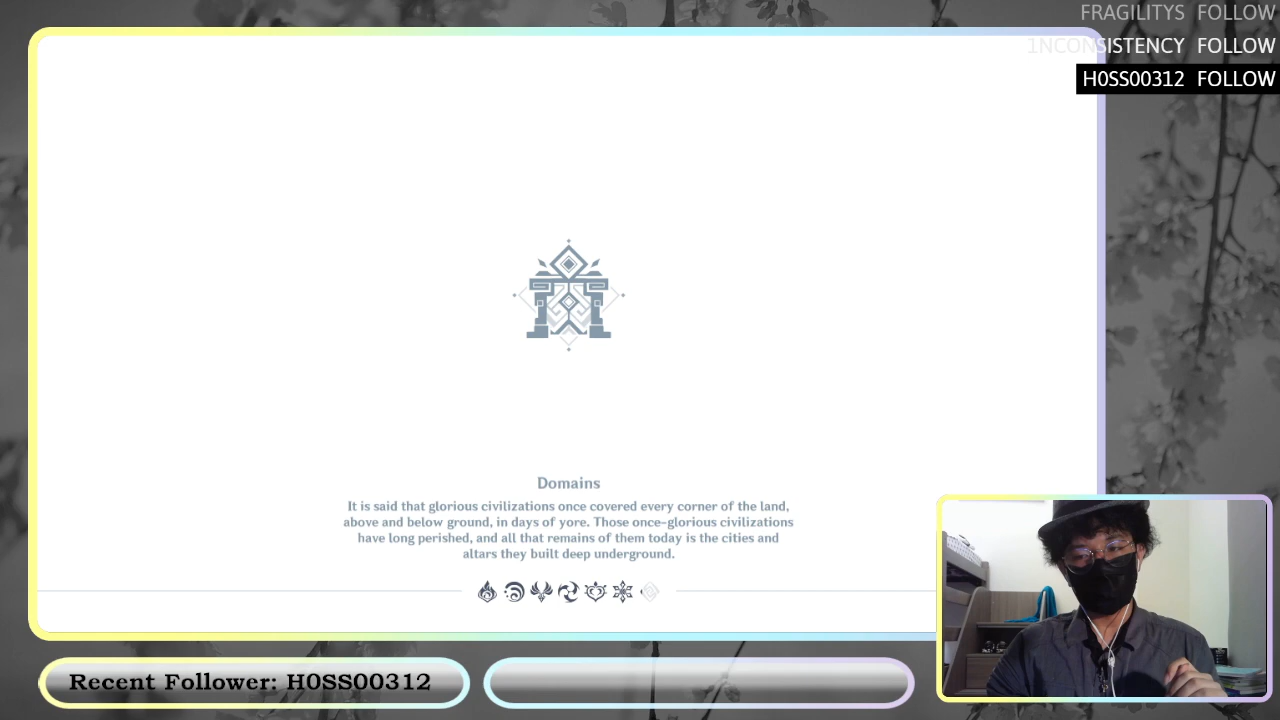 FRAGILITYS FOLLOW
1NCONSISTENCY FOLLOW
H0SS00312 FOLLOW
Domains
It is said that glorious civilizations once covered every corner of the land,
above and below ground, in days of yore. Those once-glorious civilizations
have long perished, and all that remains of them today is the cities and
altars they built deep underground.
Recent Follower: H0SS00312